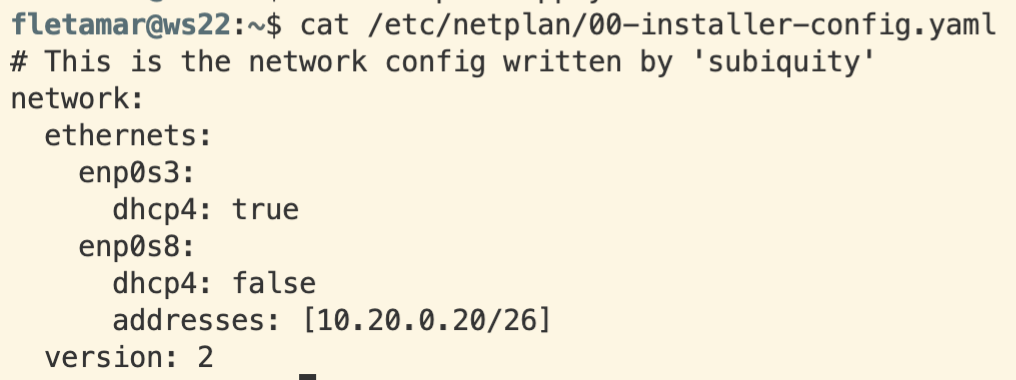 fletamar@ws22:~$ cat /etc/netplan/00-installer-config.yaml
# This is the network config written by 'subiquity'
network:
  ethernets:
    enp0s3:
      dhcp4: true
    enp0s8:
      dhcp4: false
      addresses: [10.20.0.20/26]
  version: 2